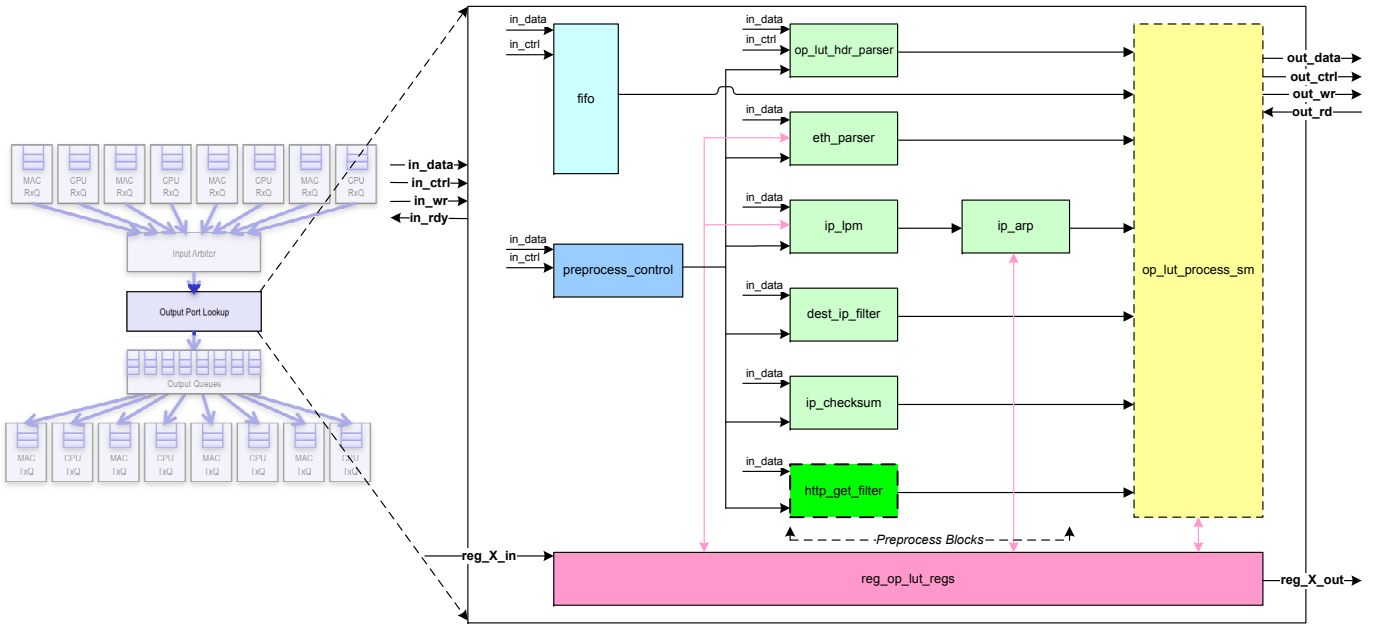 MAC RxQ
CPU RxQ
MAC RxQ
CPU RxQ
MAC RxQ
CPU RxQ
MAC RxQ
CPU RxQ
Input Arbiter
Output Port Lookup
Output Queues
MAC TxQ
CPU TxQ
MAC TxQ
CPU TxQ
MAC TxQ
CPU TxQ
MAC TxQ
CPU TxQ
in_data
in_ctrl
in_wr
in_rdy
reg_X_in
in_data
in_ctrl
fifo
in_data
in_ctrl
preprocess_control
in_data
in_ctrl
op_lut_hdr_parser
in_data
eth_parser
in_data
ip_lpm
ip_arp
in_data
dest_ip_filter
in_data
ip_checksum
in_data
http_get_filter
Preprocess Blocks
op_lut_process_sm
reg_op_lut_regs
out_data
out_ctrl
out_wr
out_rd
reg_X_out